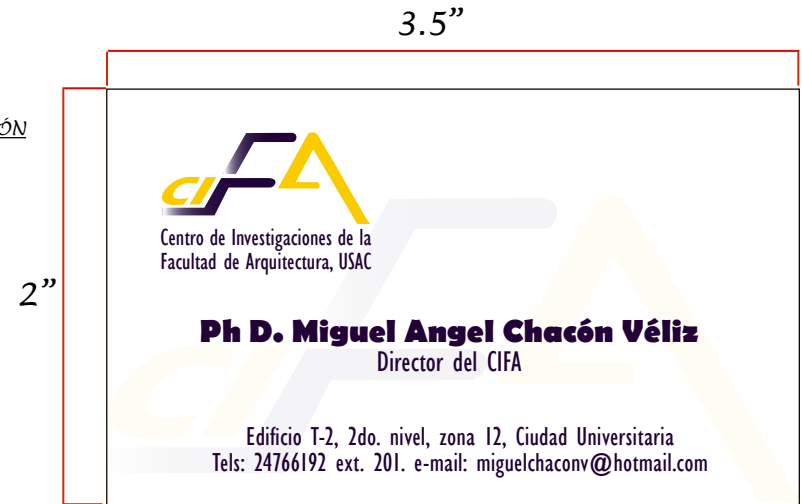 3.5”
ÓN
2”
CIFA
Centro de Investigaciones de la
Facultad de Arquitectura, USAC
Ph D. Miguel Angel Chacón Véliz
Director del CIFA
Edificio T-2, 2do. nivel, zona 12, Ciudad Universitaria
Tels: 24766192 ext. 201. e-mail: miguelchaconv@hotmail.com